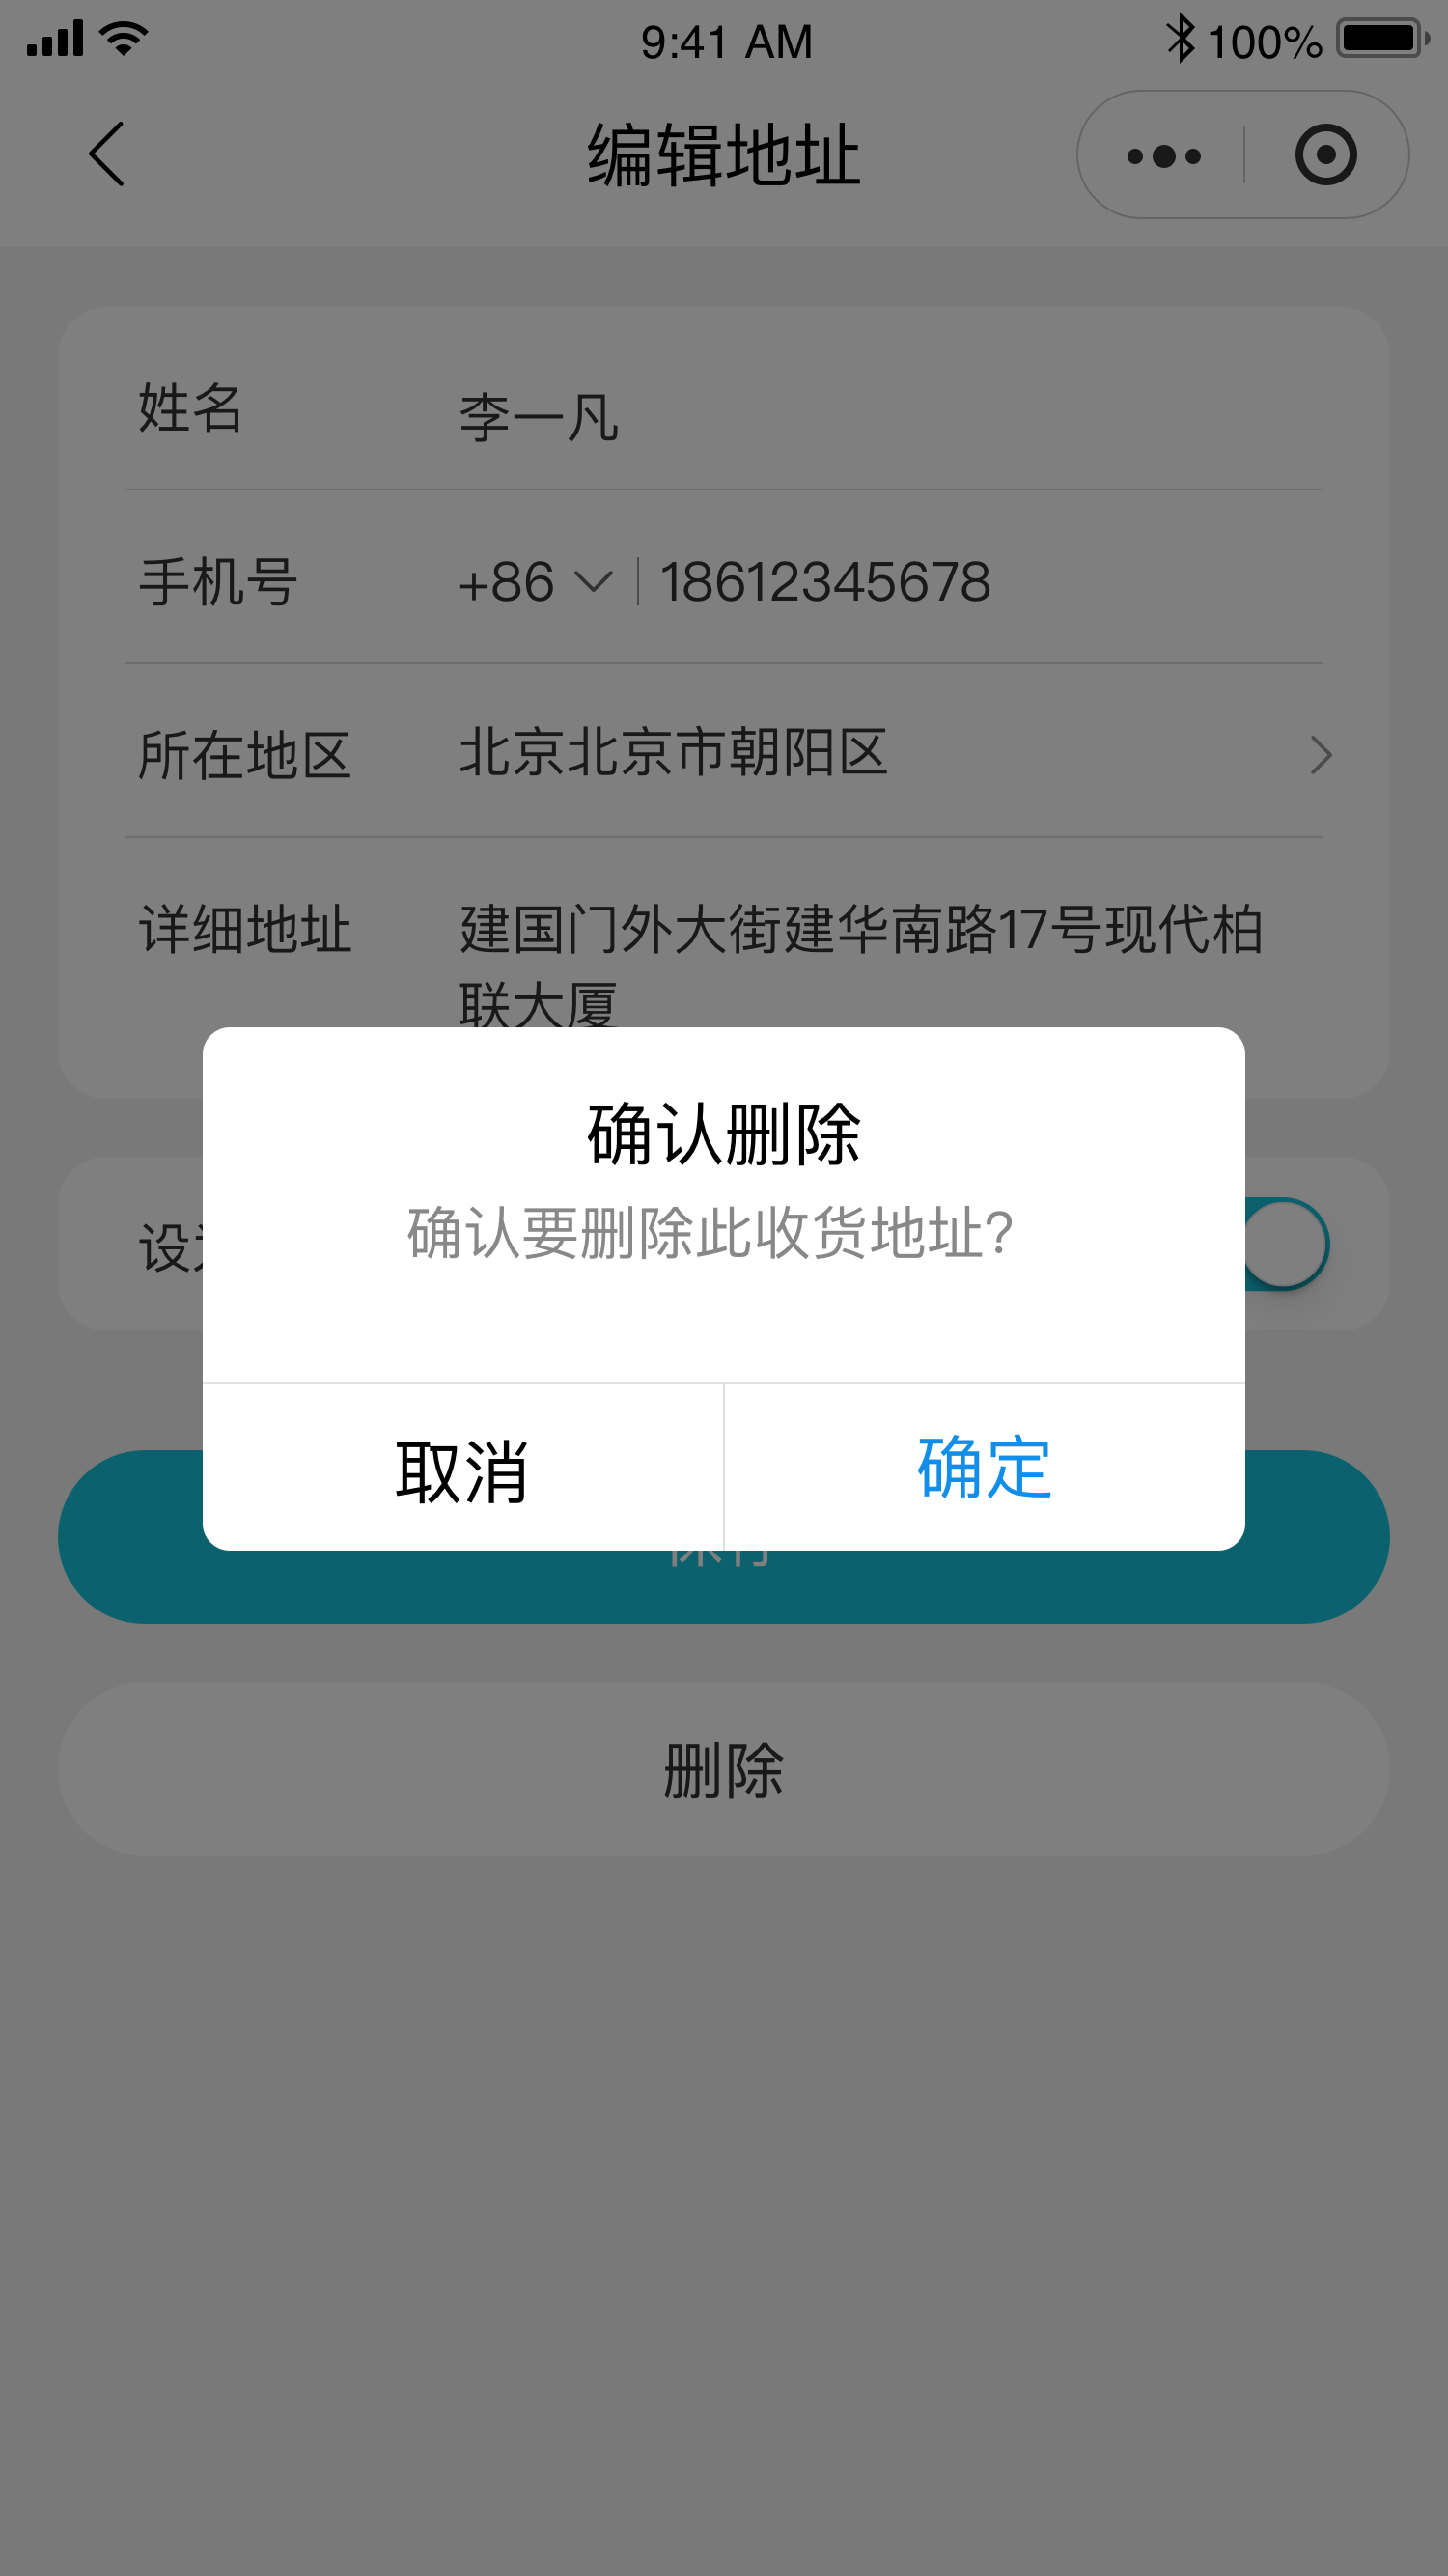 9:41 AM
100%
编辑地址
姓名
李一凡
手机号
+86
18612345678
所在地区
北京北京市朝阳区
详细地址
建国门外大街建华南路17号现代柏
联大厦
确认删除
确认要删除此收货地址?
设
取消
确定
删除